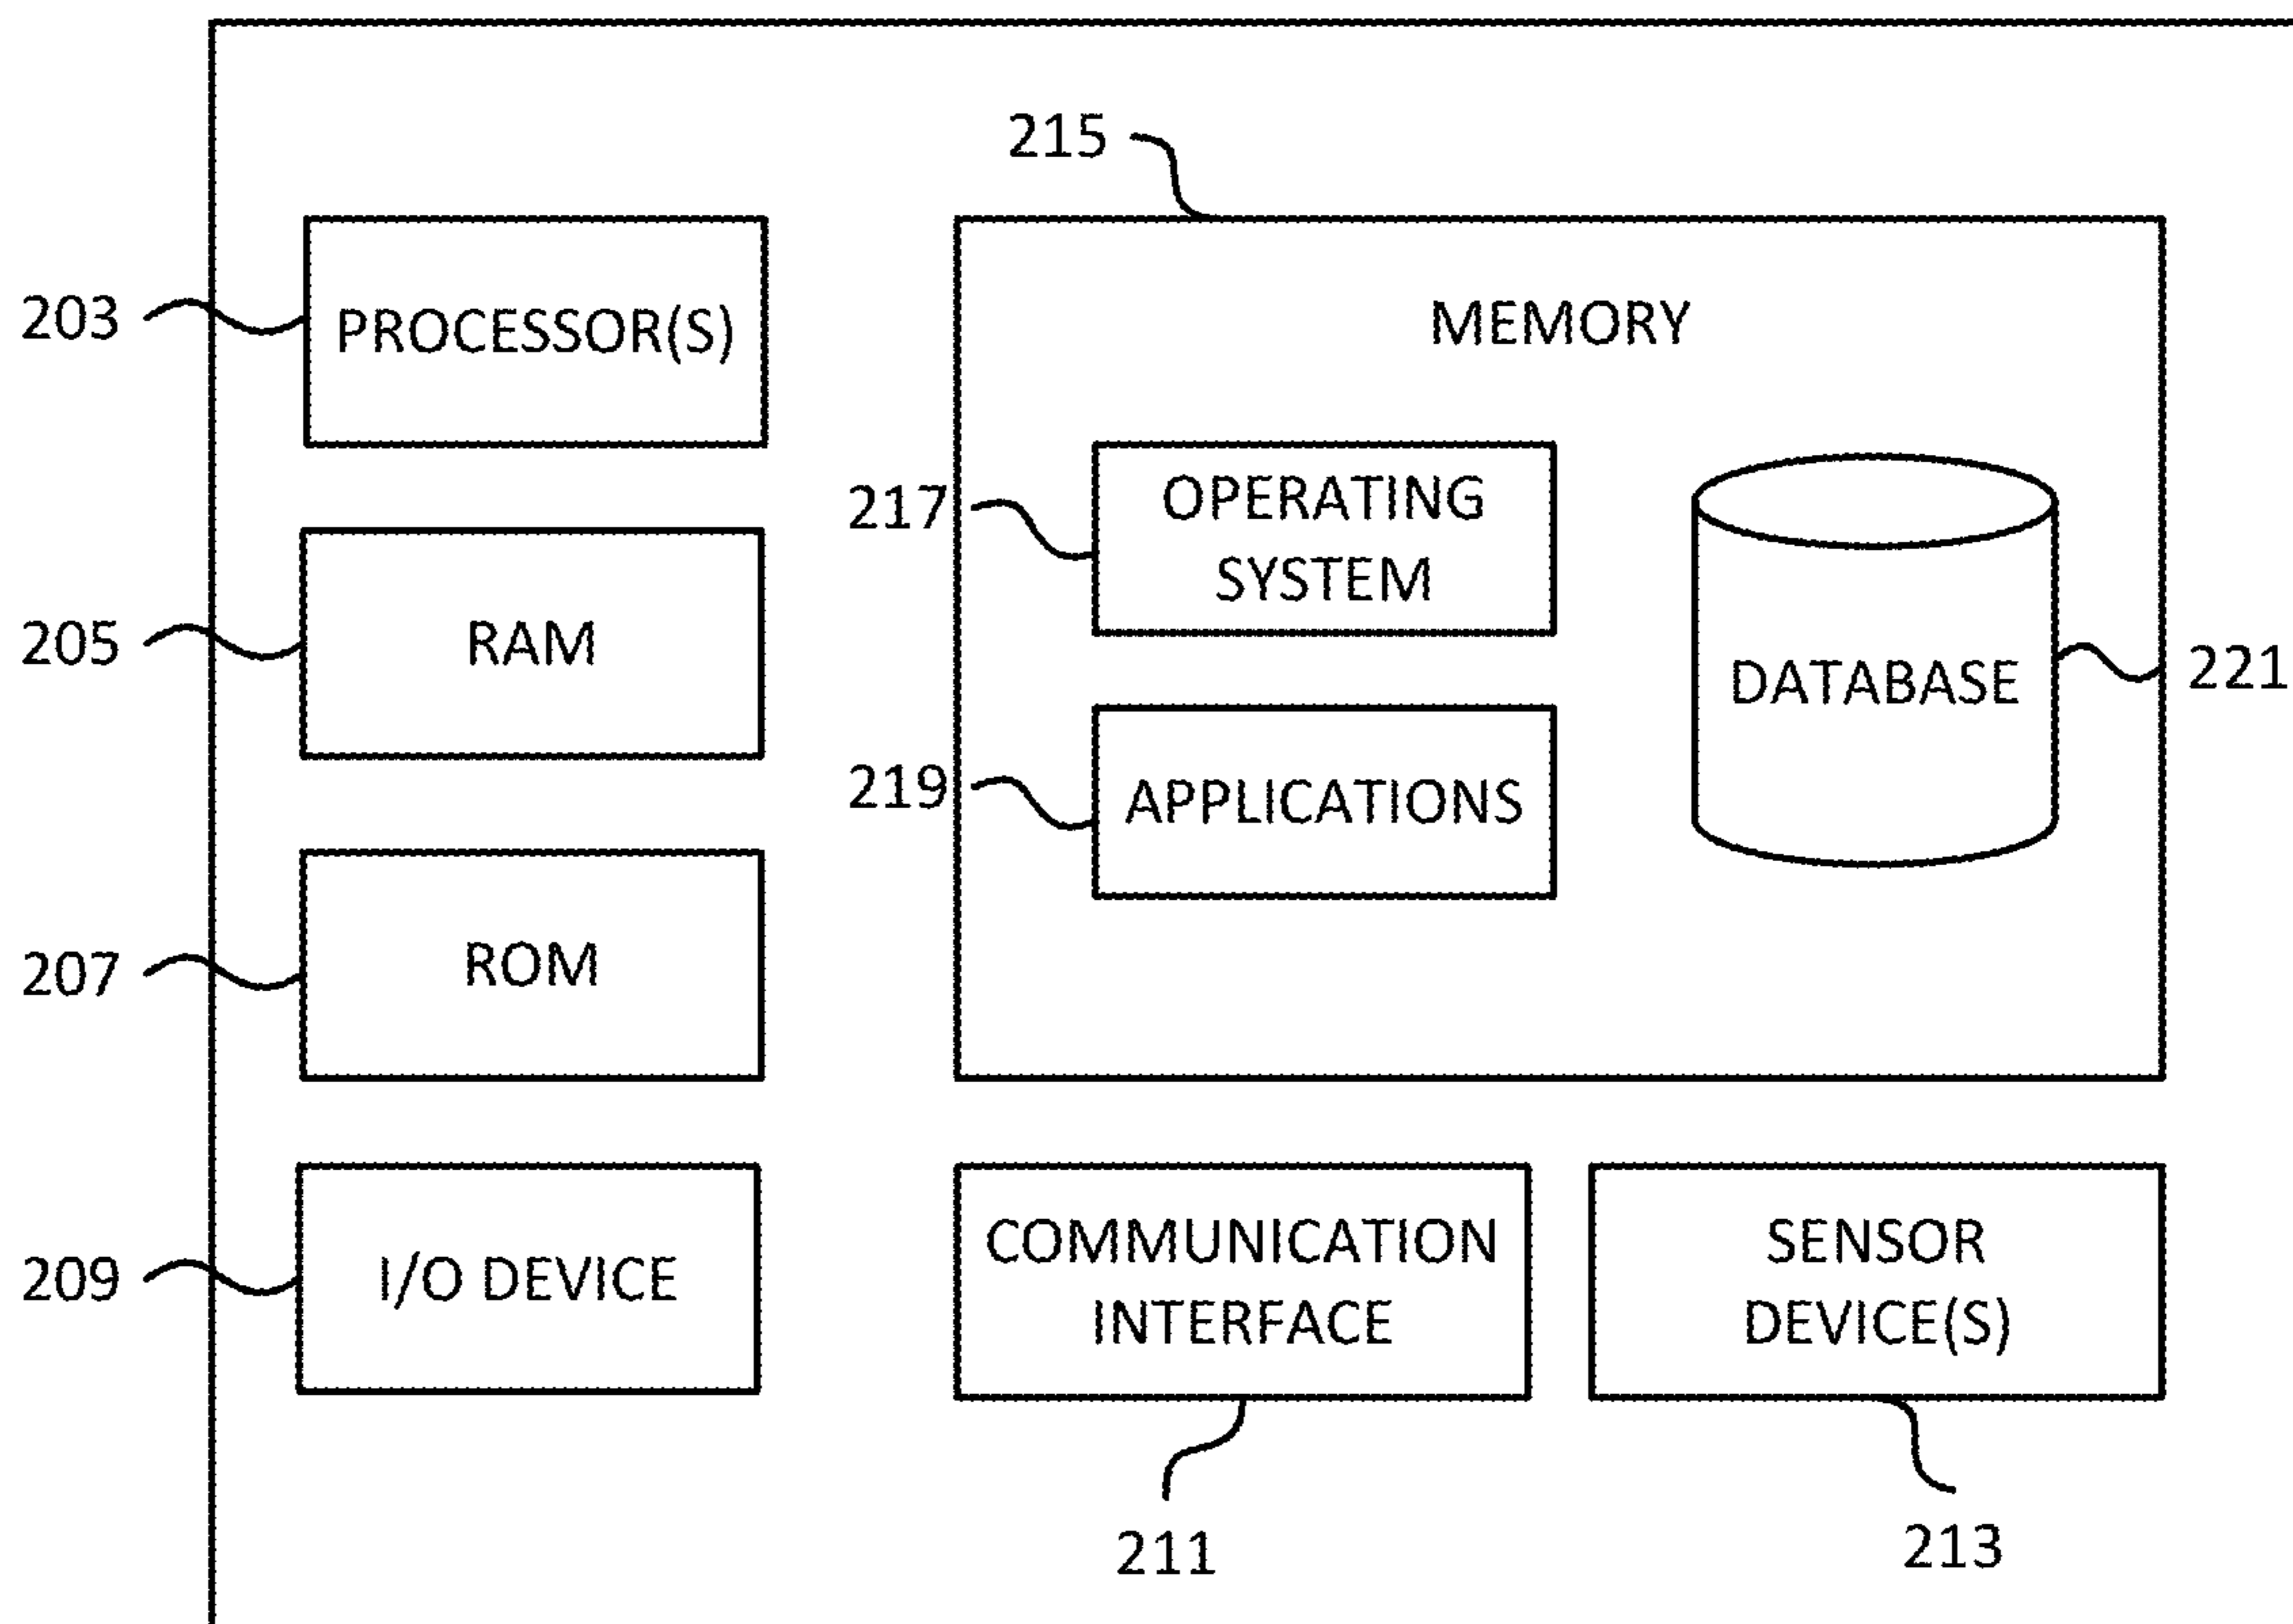 215
203
PROCESSOR(S)
MEMORY
217
OPERATING
SYSTEM
205
RAM
DATABASE
221
219
APPLICATIONS
207
ROM
209
I/O DEVICE
COMMUNICATION
INTERFACE
SENSOR
DEVICE(S)
211
213